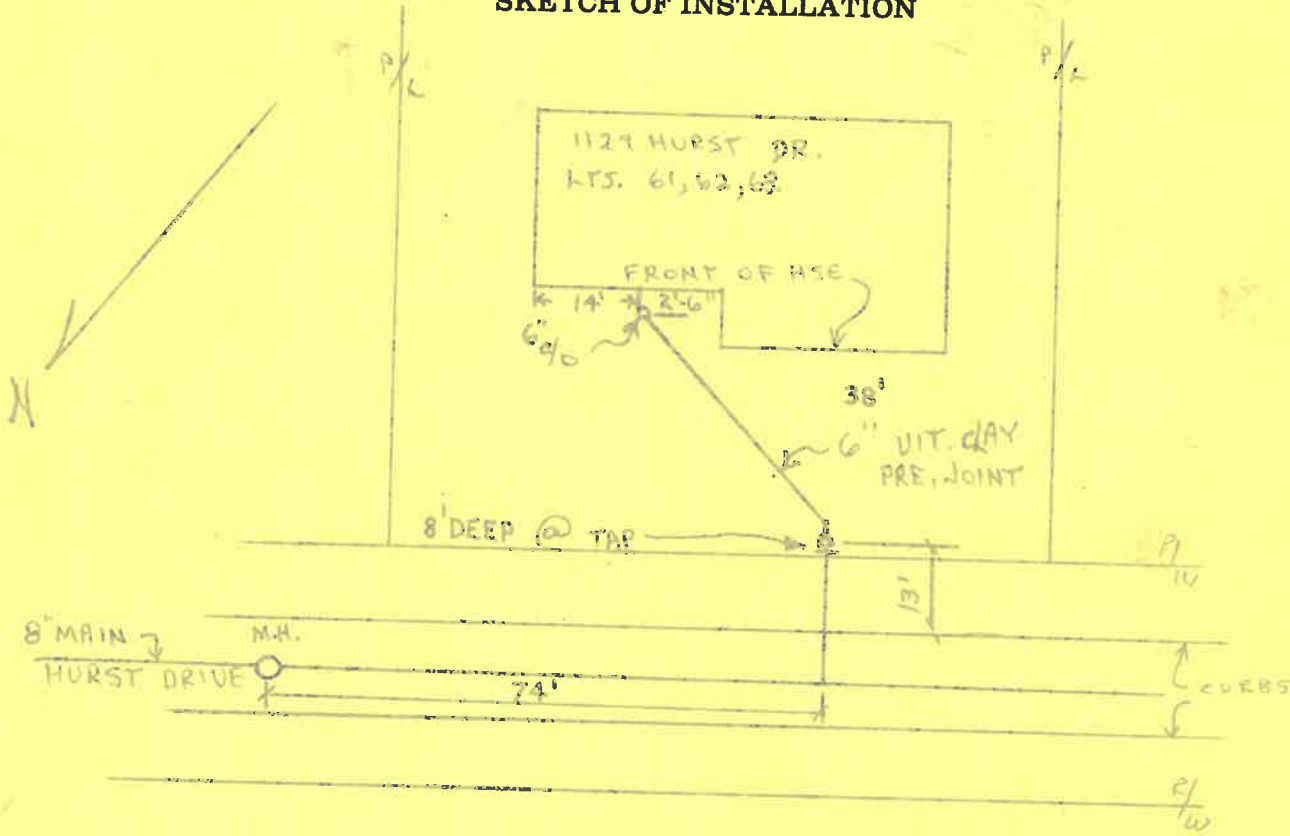 SKETCH OF INSTALLATION
P/L
P/L
1129 HURST DR.
LTS. 61, 62, 63
FRONT OF HSE
14' 2'-6"
6" c/o
N
38'
6" VIT. CLAY
PRE. JOINT
8' DEEP @ TAP
R/W
13'
8" MAIN
M.H.
HURST DRIVE
74'
CURBS
R/W